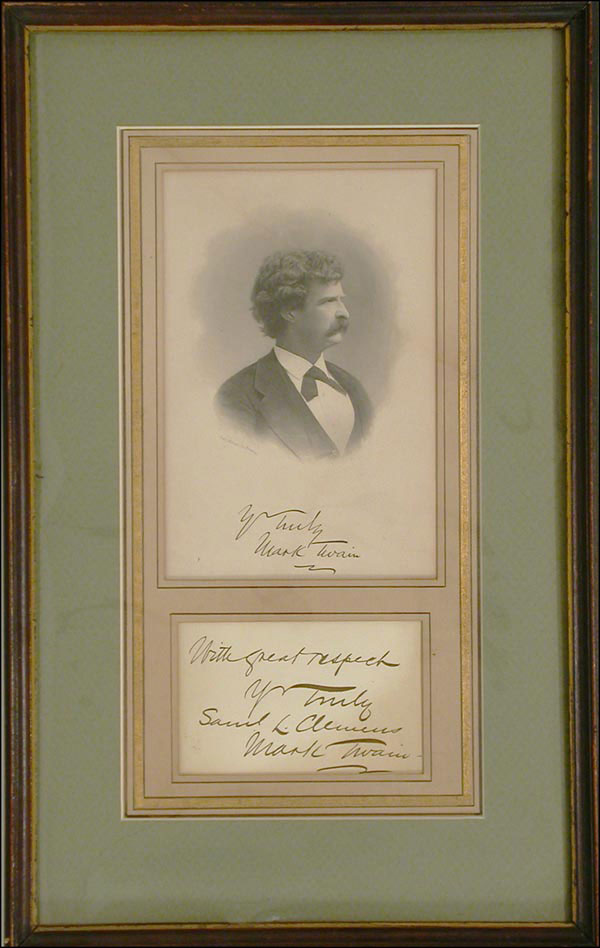 Yr Truly
Mark Twain
With great respect
Yr Truly
Saml L. Clemens
Mark Twain